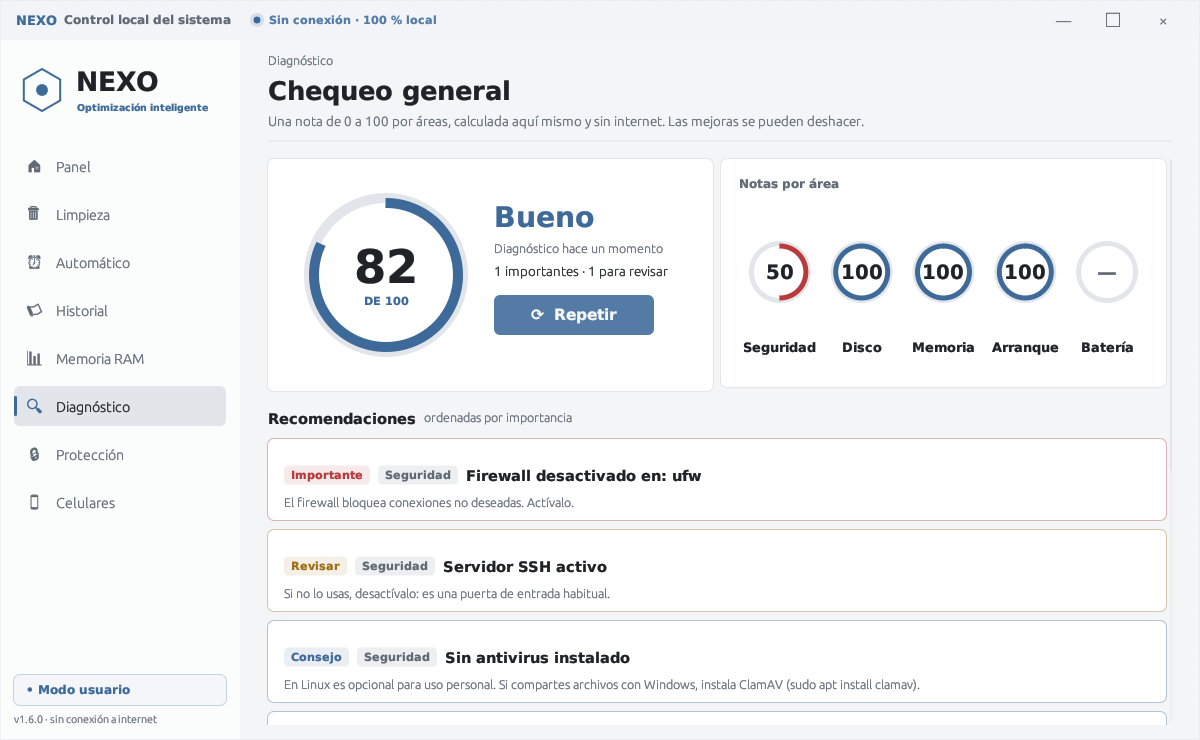 NEXO Control local del sistema Sin conexión · 100 % local
NEXO
Optimización inteligente
Panel
Limpieza
Automático
Historial
Memoria RAM
Diagnóstico
Protección
Celulares
• Modo usuario
v1.6.0 · sin conexión a internet
Diagnóstico
Chequeo general
Una nota de 0 a 100 por áreas, calculada aquí mismo y sin internet. Las mejoras se pueden deshacer.
82
DE 100
Bueno
Diagnóstico hace un momento
1 importantes · 1 para revisar
⟳ Repetir
Notas por área
50 100 100 100 —
Seguridad Disco Memoria Arranque Batería
Recomendaciones ordenadas por importancia
Importante Seguridad Firewall desactivado en: ufw
El firewall bloquea conexiones no deseadas. Actívalo.
Revisar Seguridad Servidor SSH activo
Si no lo usas, desactívalo: es una puerta de entrada habitual.
Consejo Seguridad Sin antivirus instalado
En Linux es opcional para uso personal. Si compartes archivos con Windows, instala ClamAV (sudo apt install clamav).